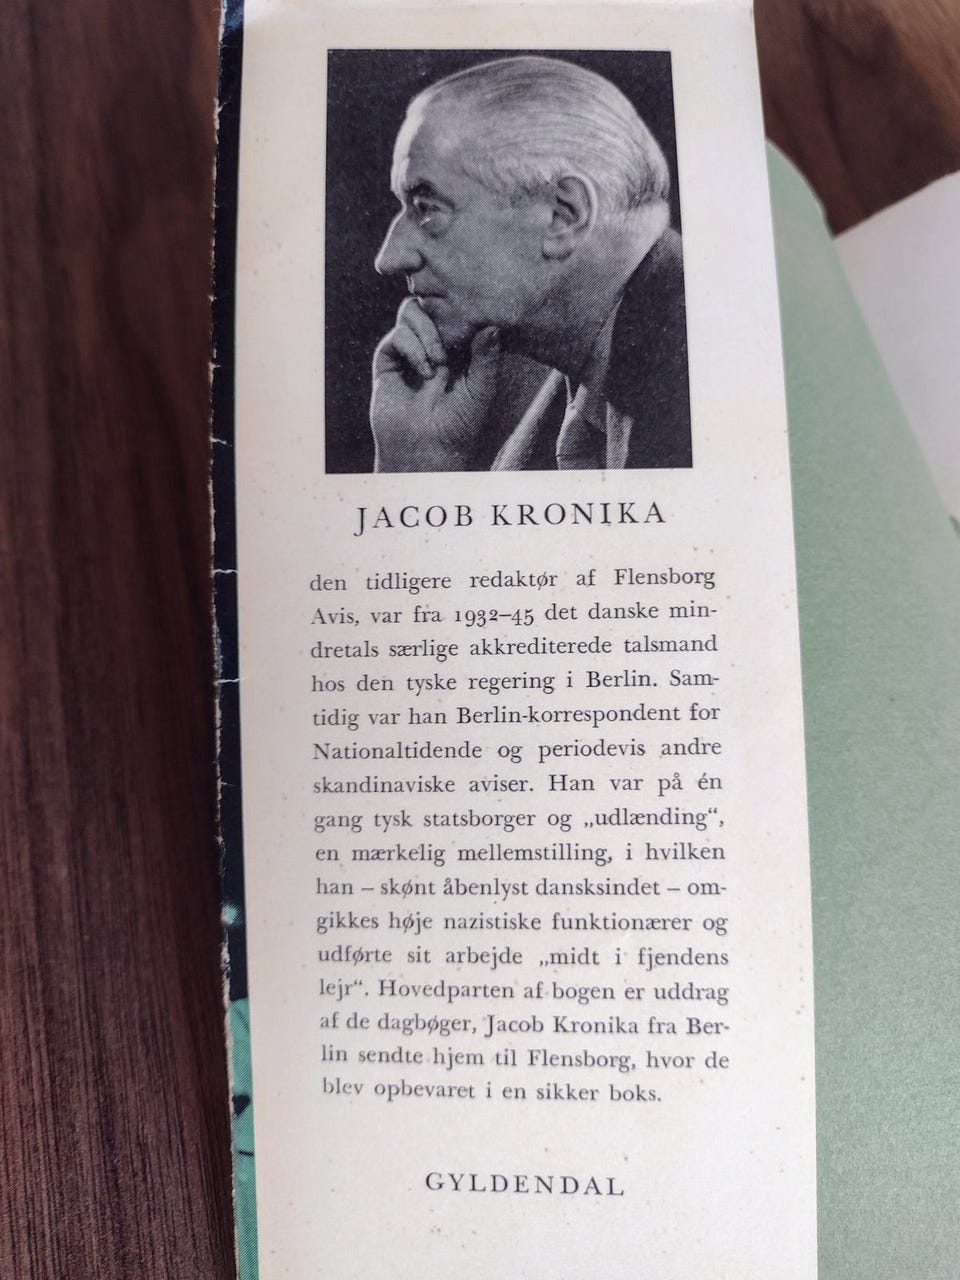 JACOB KRONIKA
den tidligere redaktør af Flensborg
Avis, var fra 1932–45 det danske min-
dretals særlige akkrediterede talsmand
hos den tyske regering i Berlin. Sam-
tidig var han Berlin-korrespondent for
Nationaltidende og periodevis andre
skandinaviske aviser. Han var på én
gang tysk statsborger og „udlænding“,
en mærkelig mellemstilling, i hvilken
han – skønt åbenlyst dansksindet – om-
gikkes høje nazistiske funktionærer og
udførte sit arbejde „midt i fjendens
lejr“. Hovedparten af bogen er uddrag
af de dagbøger, Jacob Kronika fra Ber-
lin sendte hjem til Flensborg, hvor de
blev opbevaret i en sikker boks.
GYLDENDAL